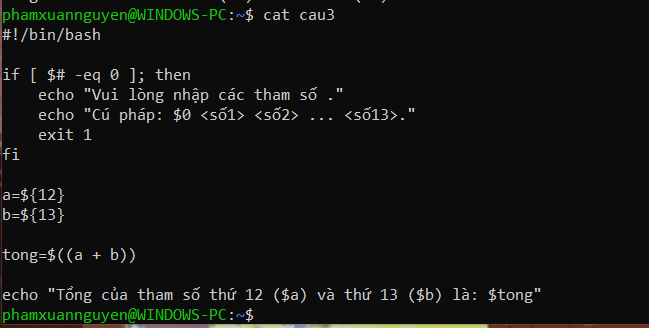 phamxuannguyen@WINDOWS-PC:~$ cat cau3
#!/bin/bash
if [ $# -eq 0 ]; then
    echo "Vui lòng nhập các tham số ."
    echo "Cú pháp: $0 <số1> <số2> ... <số13>."
    exit 1
fi
a=${12}
b=${13}
tong=$((a + b))
echo "Tổng của tham số thứ 12 ($a) và thứ 13 ($b) là: $tong"
phamxuannguyen@WINDOWS-PC:~$